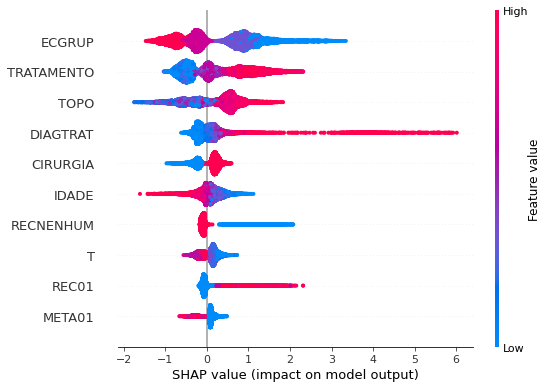 High
ECGRUP
TRATAMENTO
TOPO
DIAGTRAT
CIRURGIA
IDADE
RECNENHUM
T
REC01
META01
Feature value
Low
−2 −1 0 1 2 3 4 5 6
SHAP value (impact on model output)